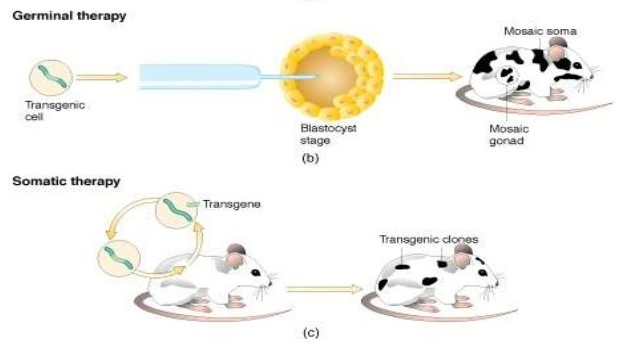 Germinal therapy
Mosaic soma
Transgenic
cell
Blastocyst
stage
Mosaic
gonad
(b)
Somatic therapy
Transgene
Transgenic clones
(c)